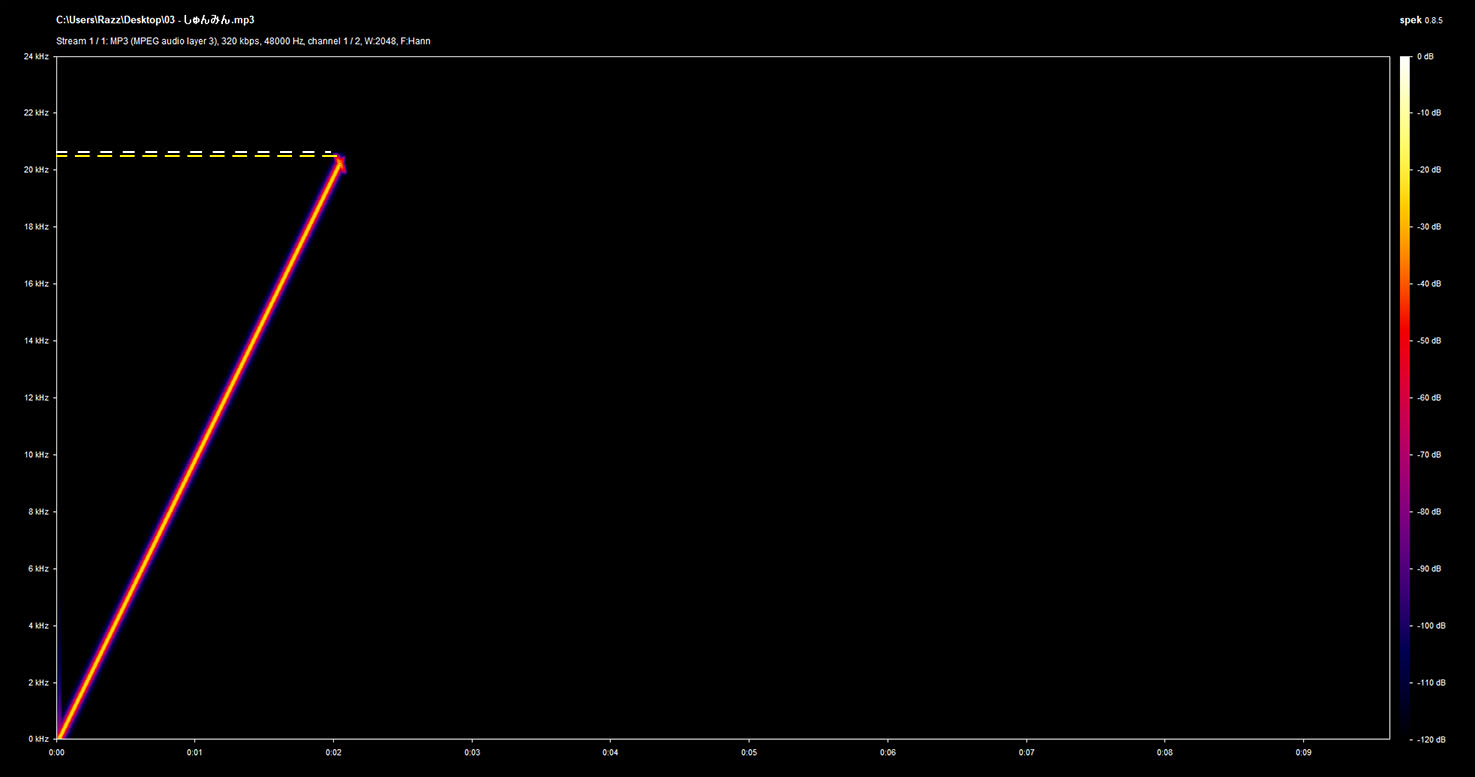 C:\Users\Razz\Desktop\03 - しゅんみん.mp3
spek 0.8.5
Stream 1 / 1: MP3 (MPEG audio layer 3), 320 kbps, 48000 Hz, channel 1 / 2, W:2048, F:Hann
24 kHz
22 kHz
20 kHz
18 kHz
16 kHz
14 kHz
12 kHz
10 kHz
8 kHz
6 kHz
4 kHz
2 kHz
0 kHz
0:00
0:01
0:02
0:03
0:04
0:05
0:06
0:07
0:08
0:09
0 dB
-10 dB
-20 dB
-30 dB
-40 dB
-50 dB
-60 dB
-70 dB
-80 dB
-90 dB
-100 dB
-110 dB
-120 dB